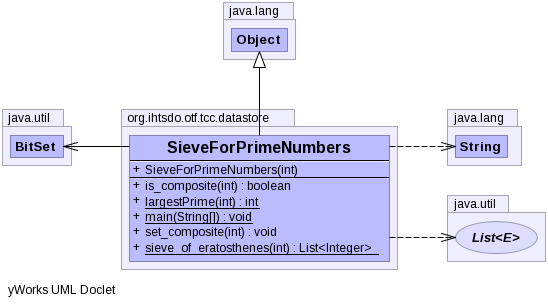 java.lang
Object
java.util
BitSet
org.ihtsdo.otf.tcc.datastore
SieveForPrimeNumbers
+ SieveForPrimeNumbers(int)
+ is_composite(int) : boolean
+ largestPrime(int) : int
+ main(String[]) : void
+ set_composite(int) : void
+ sieve_of_eratosthenes(int) : List<Integer>
java.lang
String
java.util
List<E>
yWorks UML Doclet